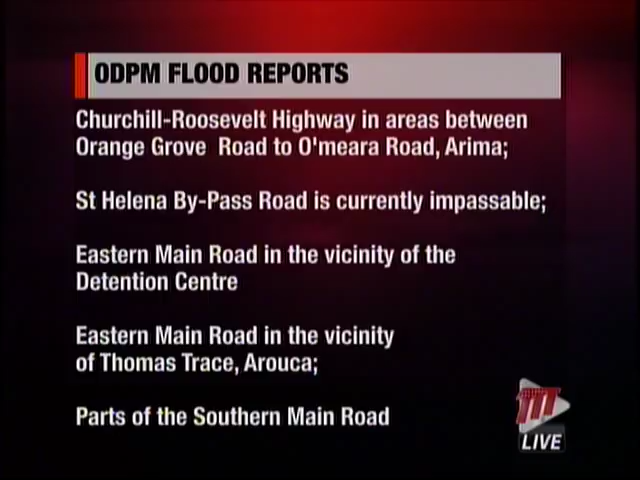 ODPM FLOOD REPORTS
Churchill-Roosevelt Highway in areas between
Orange Grove Road to O'meara Road, Arima;
St Helena By-Pass Road is currently impassable;
Eastern Main Road in the vicinity of the
Detention Centre
Eastern Main Road in the vicinity
of Thomas Trace, Arouca;
Parts of the Southern Main Road
LIVE